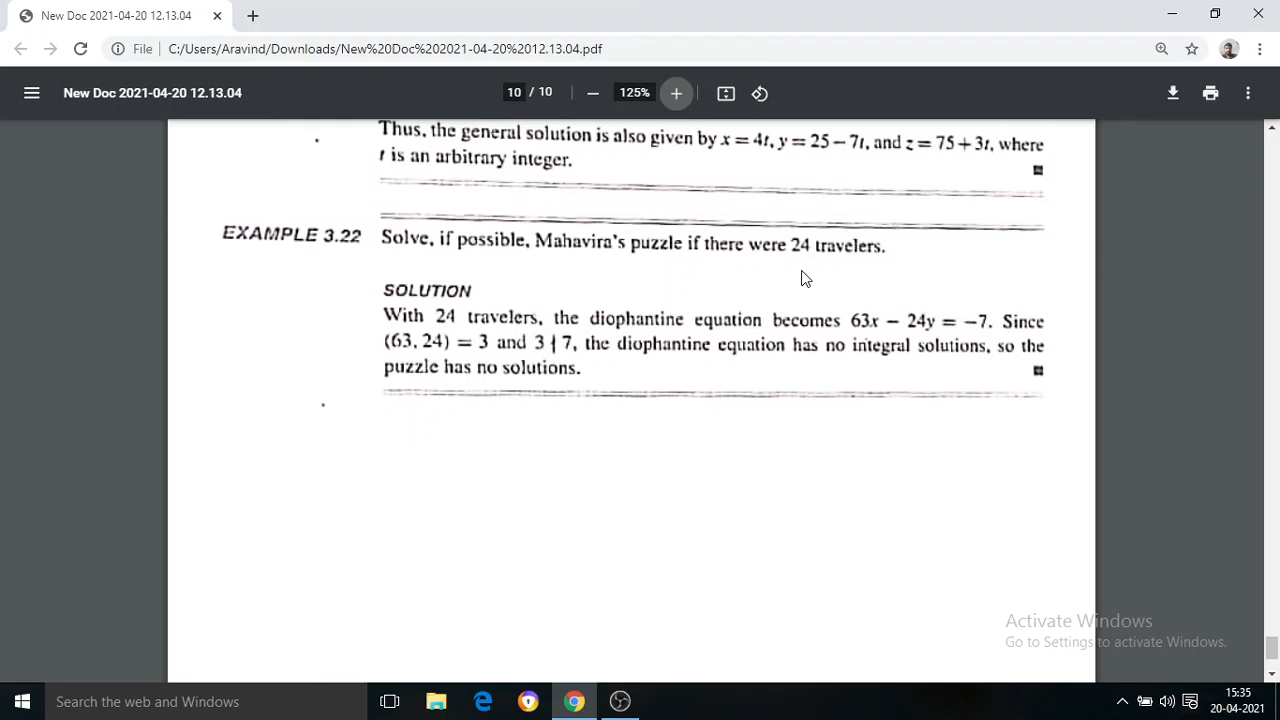 New Doc 2021-04-20 12.13.04
File C:/Users/Aravind/Downloads/New%20Doc%202021-04-20%2012.13.04.pdf
New Doc 2021-04-20 12.13.04 10 / 10 125%
Thus, the general solution is also given by x = 4t, y = 25 − 7t, and z = 75 + 3t, where
t is an arbitrary integer.
EXAMPLE 3.22 Solve, if possible, Mahavira's puzzle if there were 24 travelers.
SOLUTION
With 24 travelers, the diophantine equation becomes 63x − 24y = −7. Since
(63, 24) = 3 and 3 ∤ 7, the diophantine equation has no integral solutions, so the
puzzle has no solutions.
Activate Windows
Go to Settings to activate Windows.
Search the web and Windows
15:35
20-04-2021